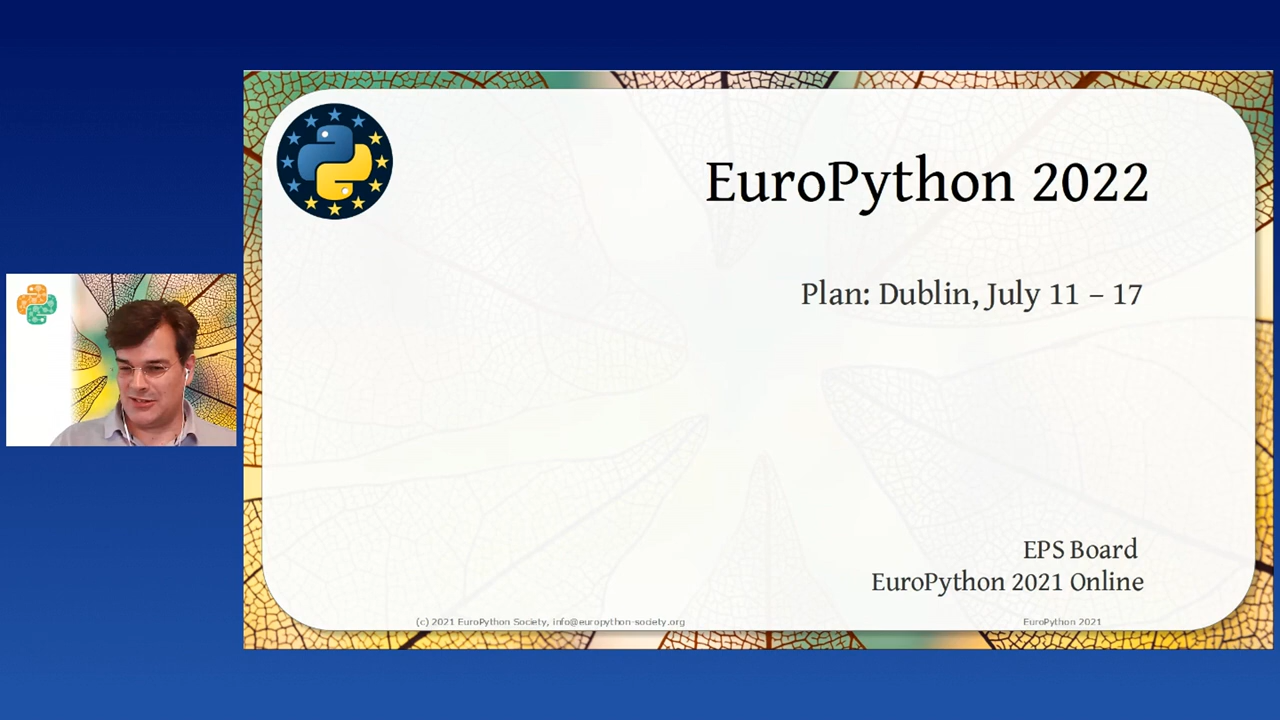 EuroPython 2022
Plan: Dublin, July 11 – 17
EPS Board
EuroPython 2021 Online
(c) 2021 EuroPython Society, info@europython-society.org
EuroPython 2021